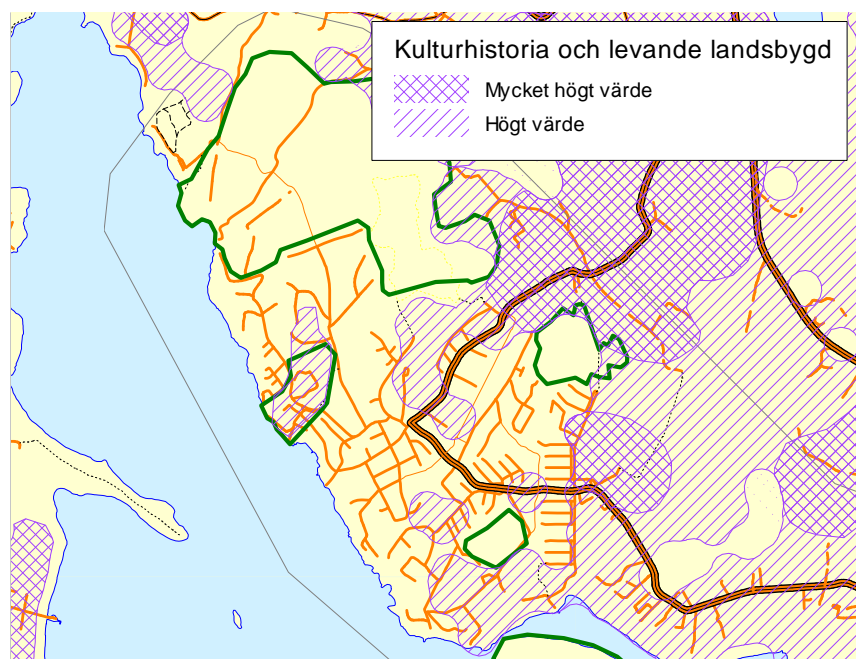 Kulturhistoria och levande landsbygd
Mycket högt värde
Högt värde